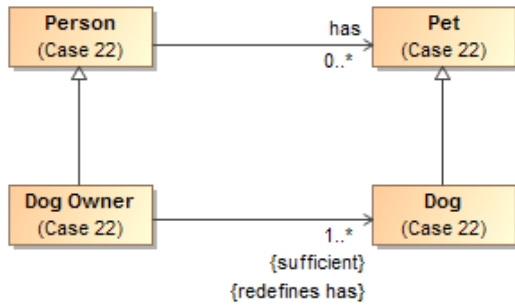 Person
(Case 22)
has
0..*
Pet
(Case 22)
Dog Owner
(Case 22)
1..*
{sufficient}
{redefines has}
Dog
(Case 22)